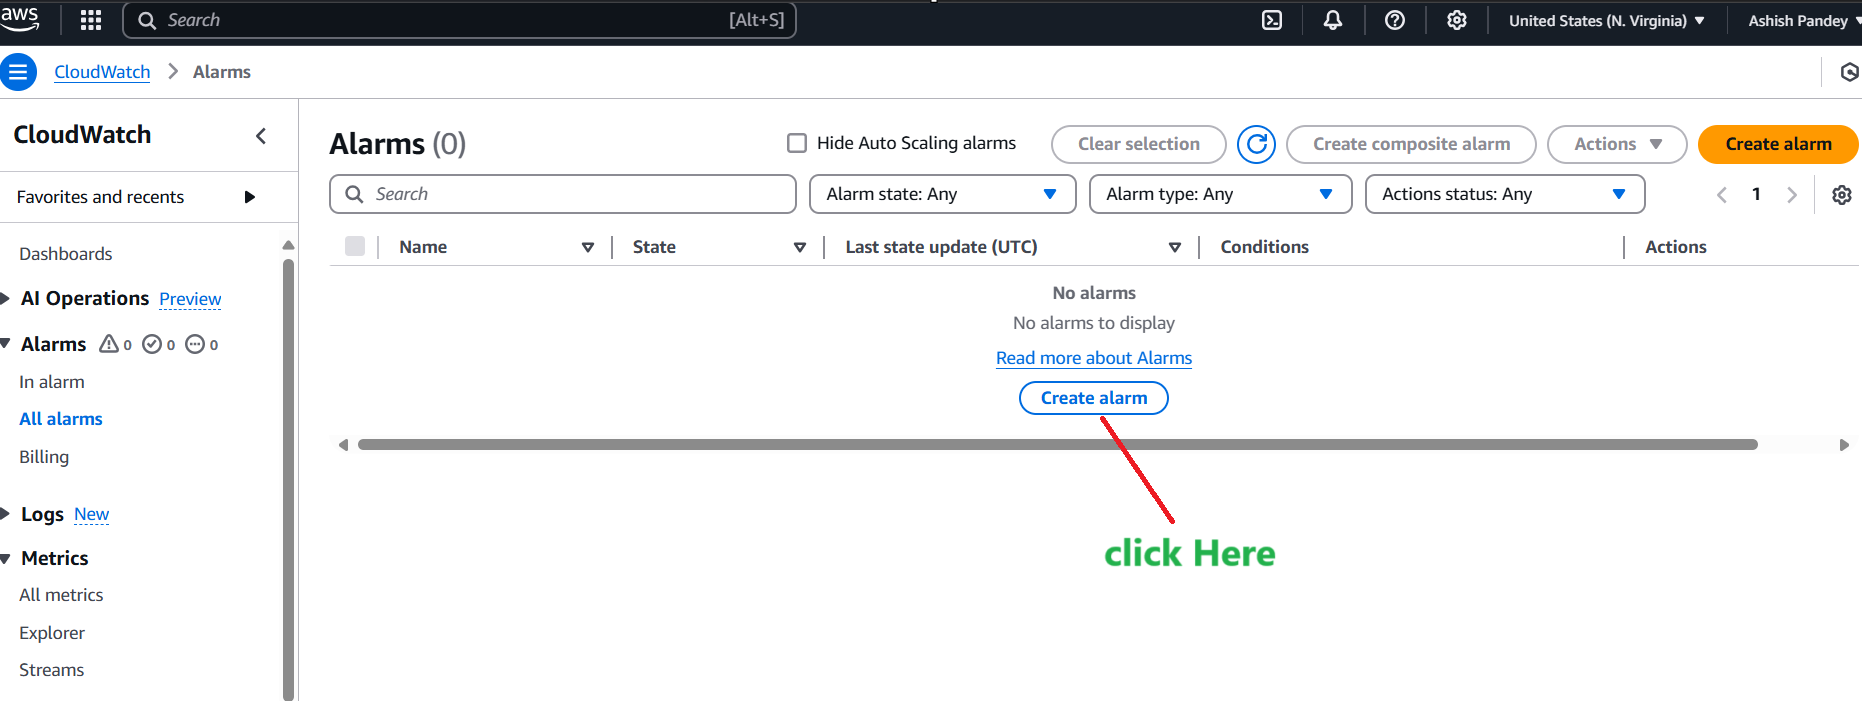 aws
Search [Alt+S] United States (N. Virginia) Ashish Pandey
CloudWatch Alarms
CloudWatch
Favorites and recents
Dashboards
AI Operations Preview
Alarms 0 0 0
In alarm
All alarms
Billing
Logs New
Metrics
All metrics
Explorer
Streams
Alarms (0) Hide Auto Scaling alarms Clear selection Create composite alarm Actions Create alarm
Search Alarm state: Any Alarm type: Any Actions status: Any 1
Name State Last state update (UTC) Conditions Actions
No alarms
No alarms to display
Read more about Alarms
Create alarm
click Here